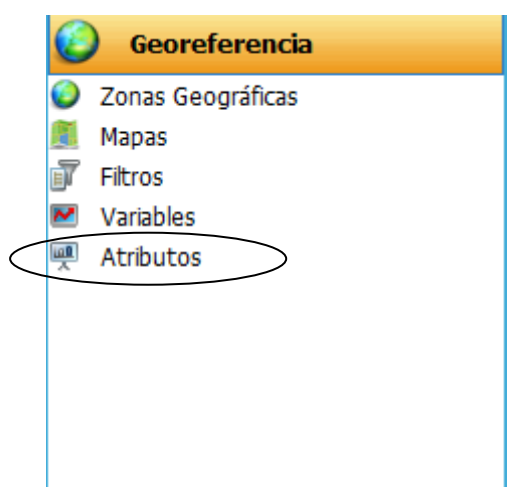 Georeferencia
Zonas Geográficas
Mapas
Filtros
Variables
Atributos